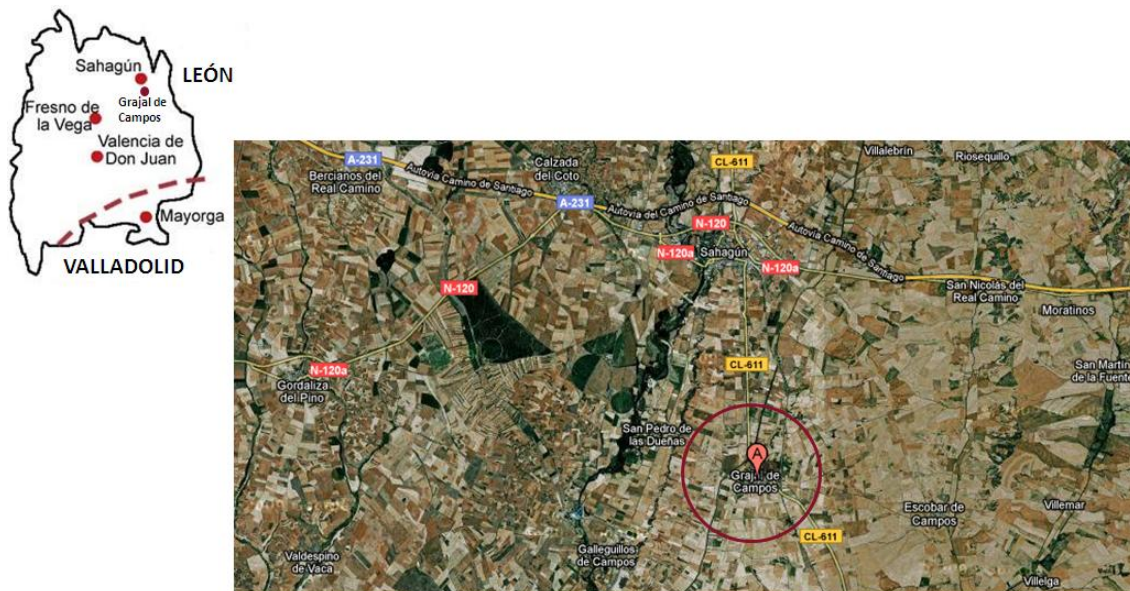 Sahagún
LEÓN
Grajal de
Campos
Fresno de
la Vega
Valencia de
Don Juan
Mayorga
VALLADOLID
A-231
Bercianos del
Real Camino
Autovía Camino de Santiago
Calzada
del Coto
A-231
CL-611
Villalebrín
Riosequillo
Autovía del Camino de Santiago
N-120
N-120a
Sahagún
N-120a
Autovía Camino de Santiago
San Nicolás del
Real Camino
Moratinos
N-120
N-120a
Gordaliza
del Pino
CL-611
San Martín
de la Fuente
San Pedro de
las Dueñas
A
Grajal de
Campos
Escobar de
Campos
Villemar
CL-611
Valdespino
de Vaca
Galleguillos
de Campos
Villelga